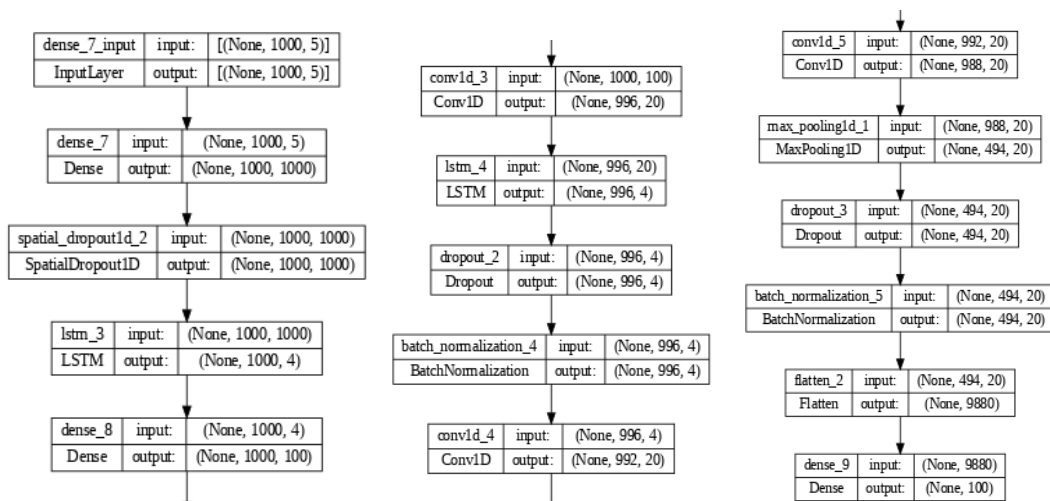 dense_7_input input: [(None, 1000, 5)]
InputLayer output: [(None, 1000, 5)]
dense_7 input: (None, 1000, 5)
Dense output: (None, 1000, 1000)
spatial_dropout1d_2 input: (None, 1000, 1000)
SpatialDropout1D output: (None, 1000, 1000)
lstm_3 input: (None, 1000, 1000)
LSTM output: (None, 1000, 4)
dense_8 input: (None, 1000, 4)
Dense output: (None, 1000, 100)
conv1d_3 input: (None, 1000, 100)
Conv1D output: (None, 996, 20)
lstm_4 input: (None, 996, 20)
LSTM output: (None, 996, 4)
dropout_2 input: (None, 996, 4)
Dropout output: (None, 996, 4)
batch_normalization_4 input: (None, 996, 4)
BatchNormalization output: (None, 996, 4)
conv1d_4 input: (None, 996, 4)
Conv1D output: (None, 992, 20)
conv1d_5 input: (None, 992, 20)
Conv1D output: (None, 988, 20)
max_pooling1d_1 input: (None, 988, 20)
MaxPooling1D output: (None, 494, 20)
dropout_3 input: (None, 494, 20)
Dropout output: (None, 494, 20)
batch_normalization_5 input: (None, 494, 20)
BatchNormalization output: (None, 494, 20)
flatten_2 input: (None, 494, 20)
Flatten output: (None, 9880)
dense_9 input: (None, 9880)
Dense output: (None, 100)